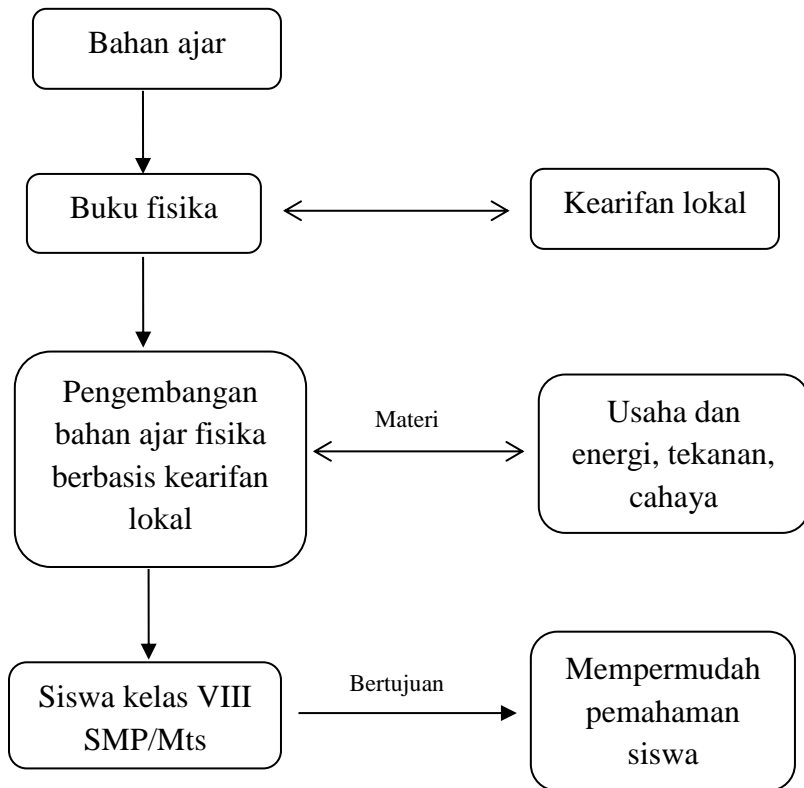 Bahan ajar
Buku fisika
Kearifan lokal
Pengembangan
bahan ajar fisika
berbasis kearifan
lokal
Materi
Usaha dan
energi, tekanan,
cahaya
Siswa kelas VIII
SMP/Mts
Bertujuan
Mempermudah
pemahaman
siswa